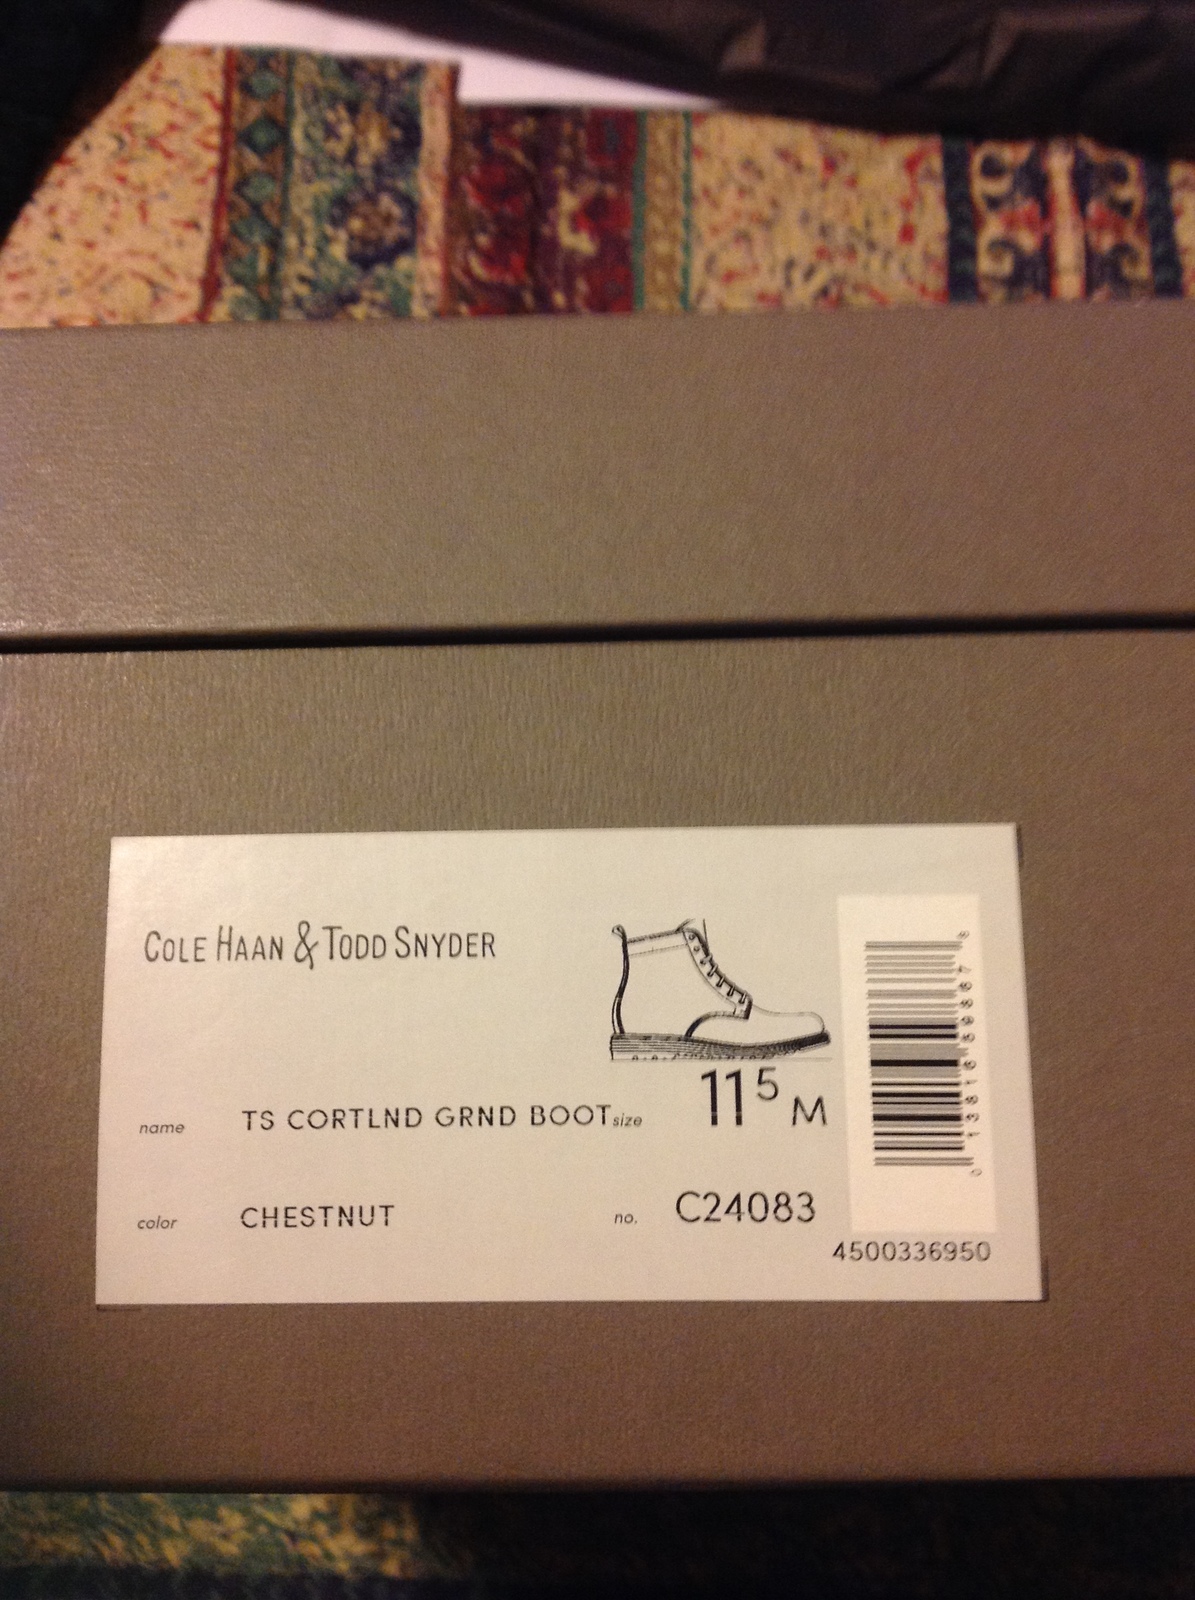 COLE HAAN & TODD SNYDER
name TS CORTLND GRND BOOT size 11⁵ M
color CHESTNUT no. C24083
4500336950